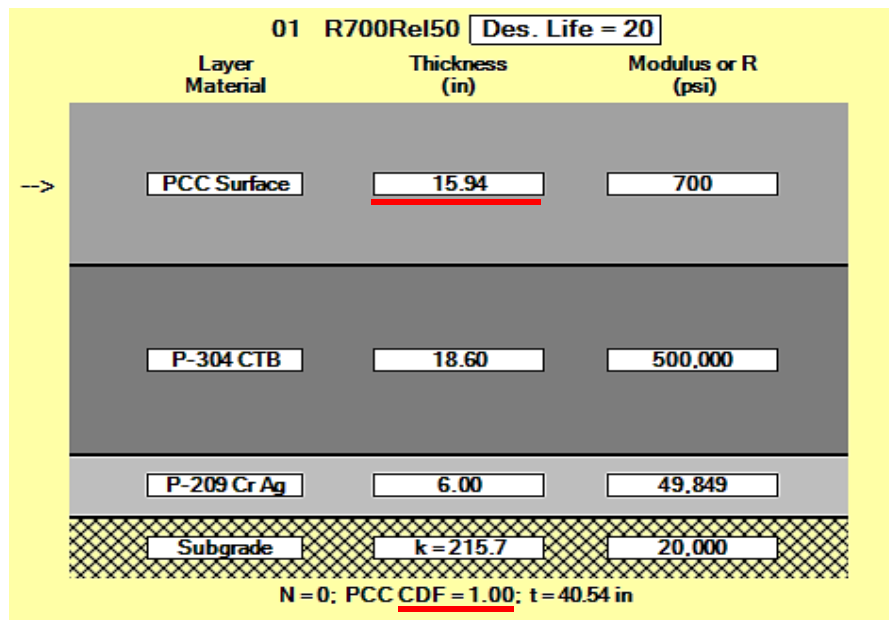 01 R700Rel50 Des. Life = 20
Layer Material Thickness (in) Modulus or R (psi)
--> PCC Surface 15.94 700
P-304 CTB 18.60 500,000
P-209 Cr Ag 6.00 49,849
Subgrade k = 215.7 20,000
N = 0; PCC CDF = 1.00; t = 40.54 in